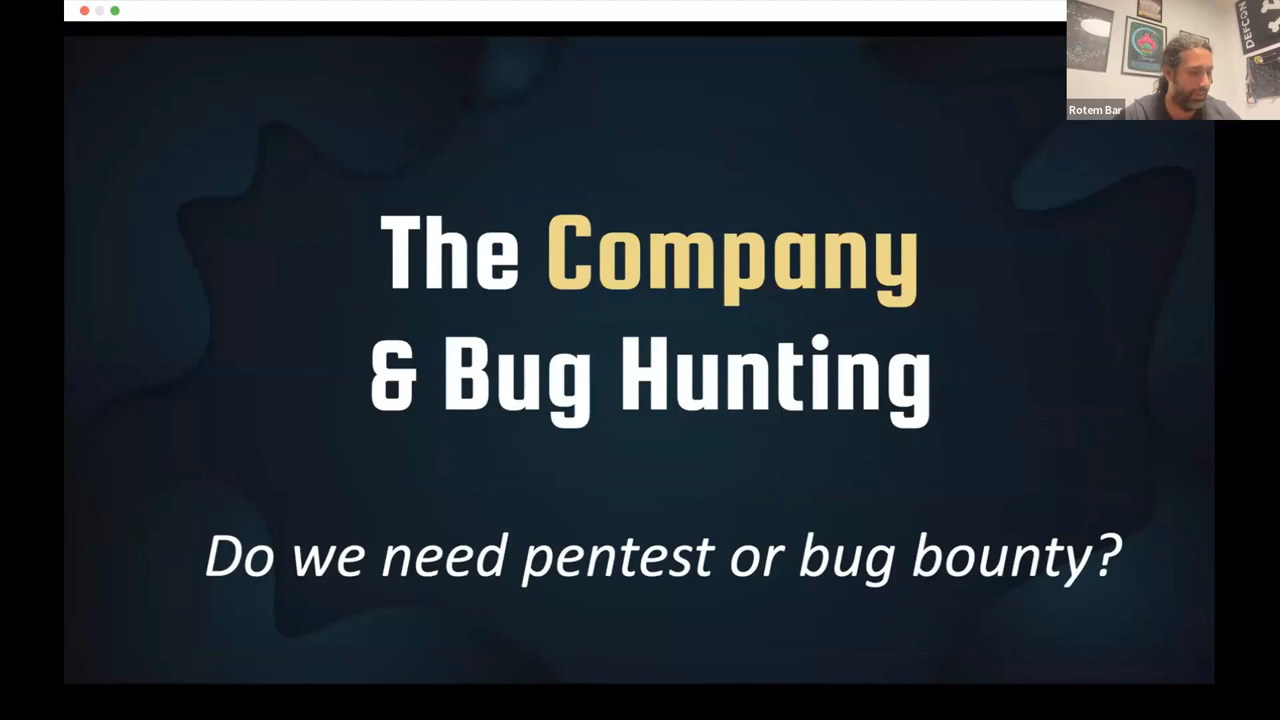 The Company
& Bug Hunting
Do we need pentest or bug bounty?
Rotem Bar
DEFCON